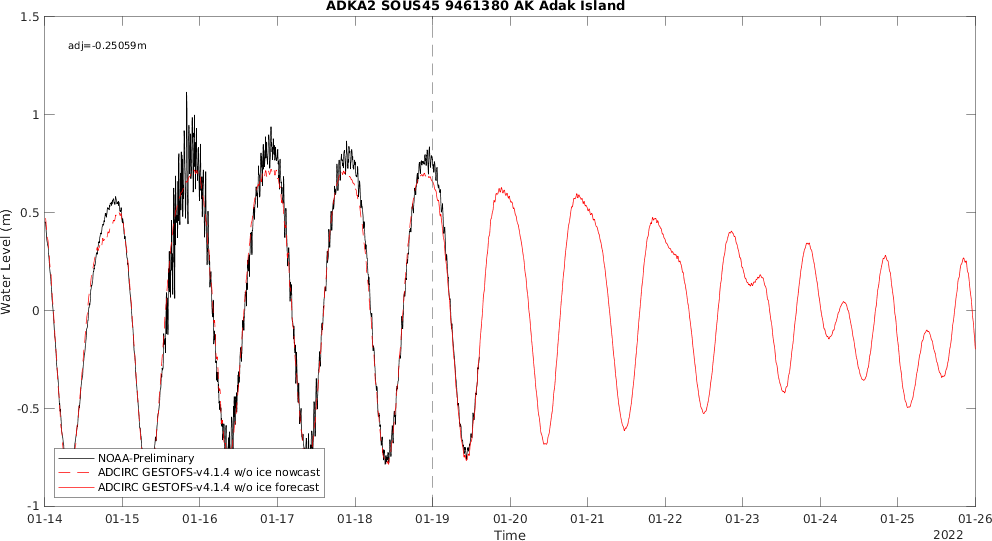 ADKA2 SOUS45 9461380 AK Adak Island
adj=-0.25059m
Water Level (m)
1.5
1
0.5
0
-0.5
-1
NOAA-Preliminary
ADCIRC GESTOFS-v4.1.4 w/o ice nowcast
ADCIRC GESTOFS-v4.1.4 w/o ice forecast
01-14 01-15 01-16 01-17 01-18 01-19 01-20 01-21 01-22 01-23 01-24 01-25 01-26
Time
2022